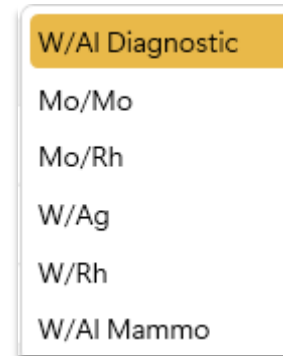 W/Al Diagnostic
Mo/Mo
Mo/Rh
W/Ag
W/Rh
W/Al Mammo